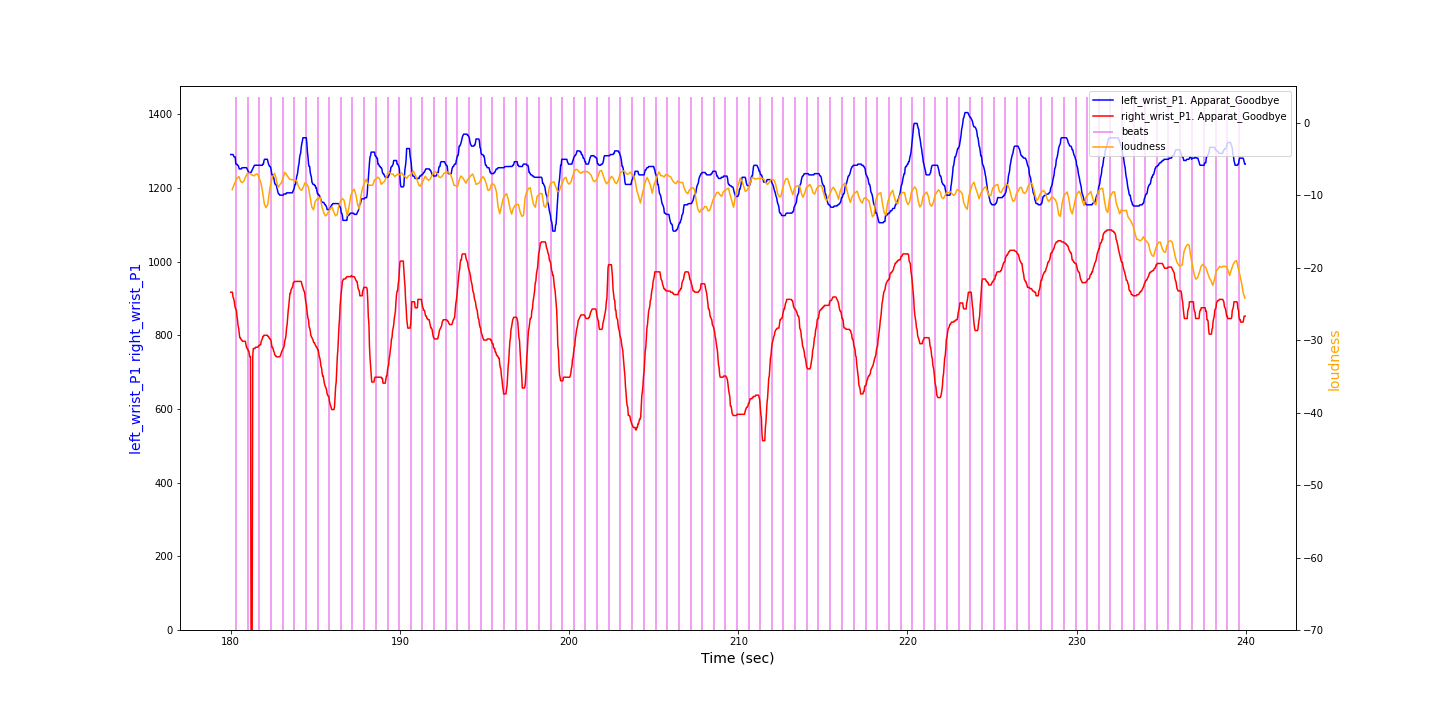 left_wrist_P1. Apparat_Goodbye
right_wrist_P1. Apparat_Goodbye
beats
loudness
1400
1200
1000
800
600
400
200
0
left_wrist_P1 right_wrist_P1
0
−10
−20
−30
−40
−50
−60
−70
loudness
180 190 200 210 220 230 240
Time (sec)